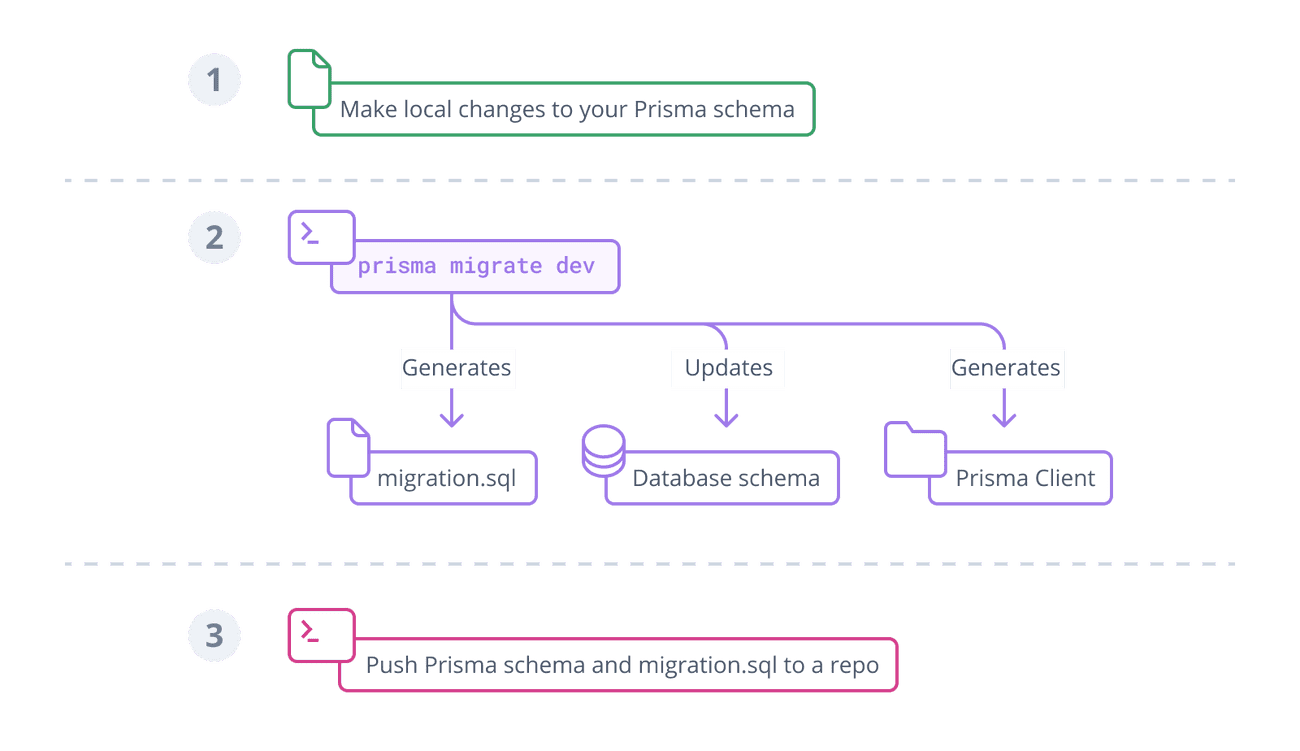 1
Make local changes to your Prisma schema
2
>_
prisma migrate dev
Generates
Updates
Generates
migration.sql
Database schema
Prisma Client
3
>_
Push Prisma schema and migration.sql to a repo